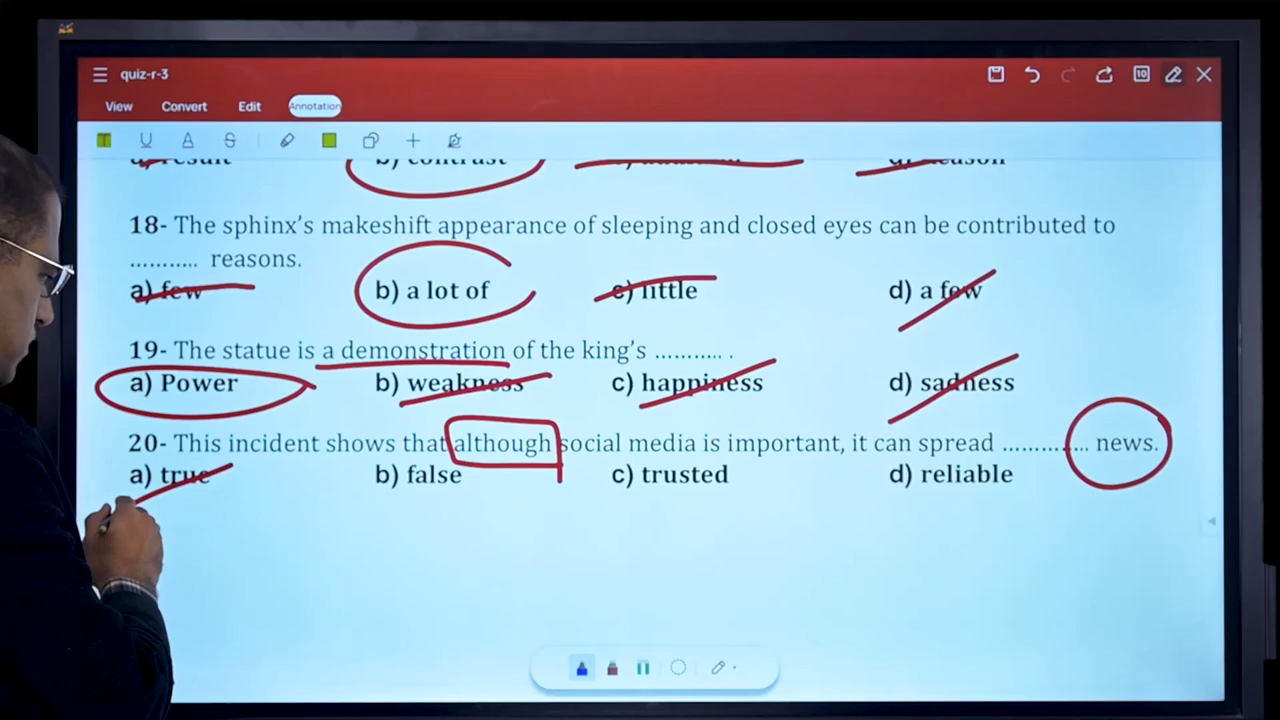 quiz-r-3
10
View Convert Edit Annotation
T U A S
a) result b) contrast d) reason
18- The sphinx’s makeshift appearance of sleeping and closed eyes can be contributed to
……….. reasons.
a) few b) a lot of c) little d) a few
19- The statue is a demonstration of the king’s ……….. .
a) Power b) weakness c) happiness d) sadness
20- This incident shows that although social media is important, it can spread …………... news.
a) true b) false c) trusted d) reliable